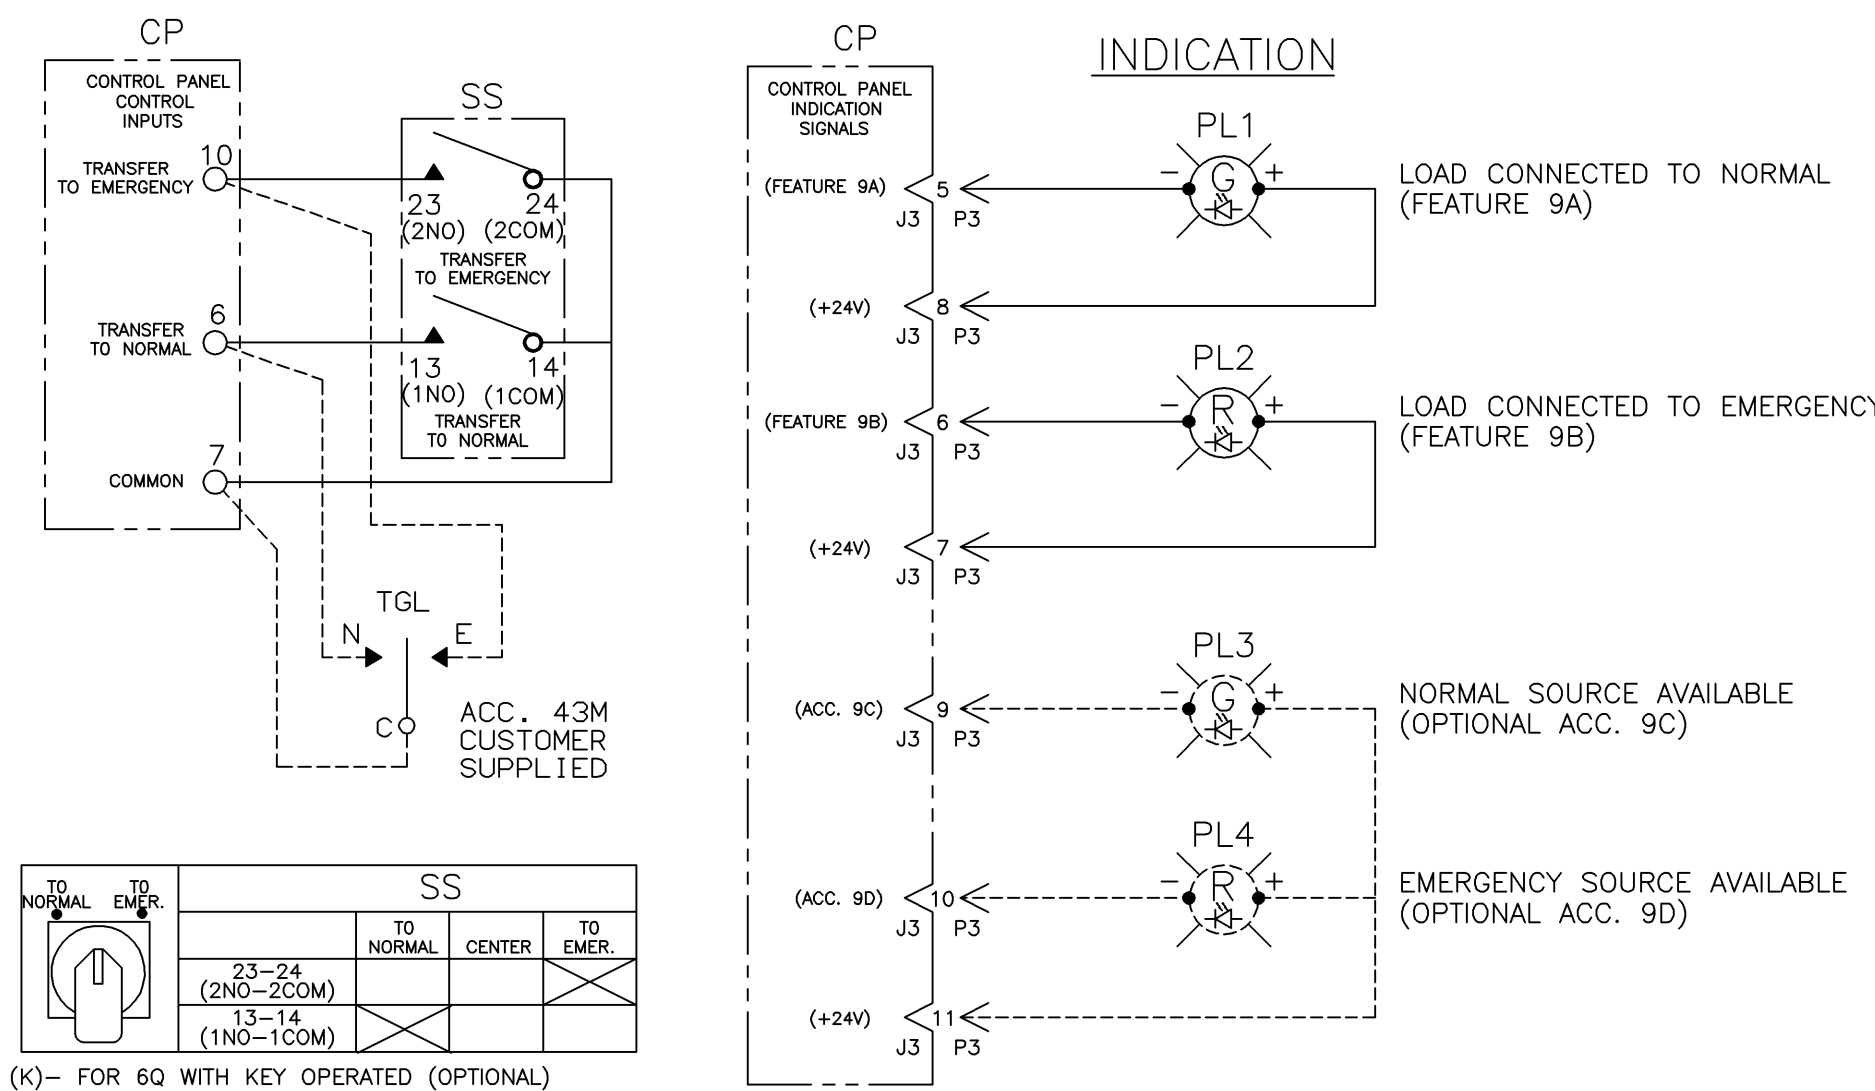 CP
CONTROL PANEL
CONTROL
INPUTS
SS
10
TRANSFER
TO EMERGENCY
23
24
(2NO)
(2COM)
TRANSFER
TO EMERGENCY
6
TRANSFER
TO NORMAL
13
14
(1NO)
(1COM)
TRANSFER
TO NORMAL
7
COMMON
TGL
N
E
C
ACC. 43M
CUSTOMER
SUPPLIED
TO
NORMAL
TO
EMER.
SS
TO
NORMAL
CENTER
TO
EMER.
23-24
(2NO-2COM)
13-14
(1NO-1COM)
(K)- FOR 6Q WITH KEY OPERATED (OPTIONAL)
CP
INDICATION
CONTROL PANEL
INDICATION
SIGNALS
PL1
(FEATURE 9A)
5
J3
P3
-
G
+
LOAD CONNECTED TO NORMAL
(FEATURE 9A)
(+24V)
8
J3
P3
PL2
(FEATURE 9B)
6
J3
P3
-
R
+
LOAD CONNECTED TO EMERGENCY
(FEATURE 9B)
(+24V)
7
J3
P3
PL3
(ACC. 9C)
9
J3
P3
-
G
+
NORMAL SOURCE AVAILABLE
(OPTIONAL ACC. 9C)
PL4
(ACC. 9D)
10
J3
P3
-
R
+
EMERGENCY SOURCE AVAILABLE
(OPTIONAL ACC. 9D)
(+24V)
11
J3
P3